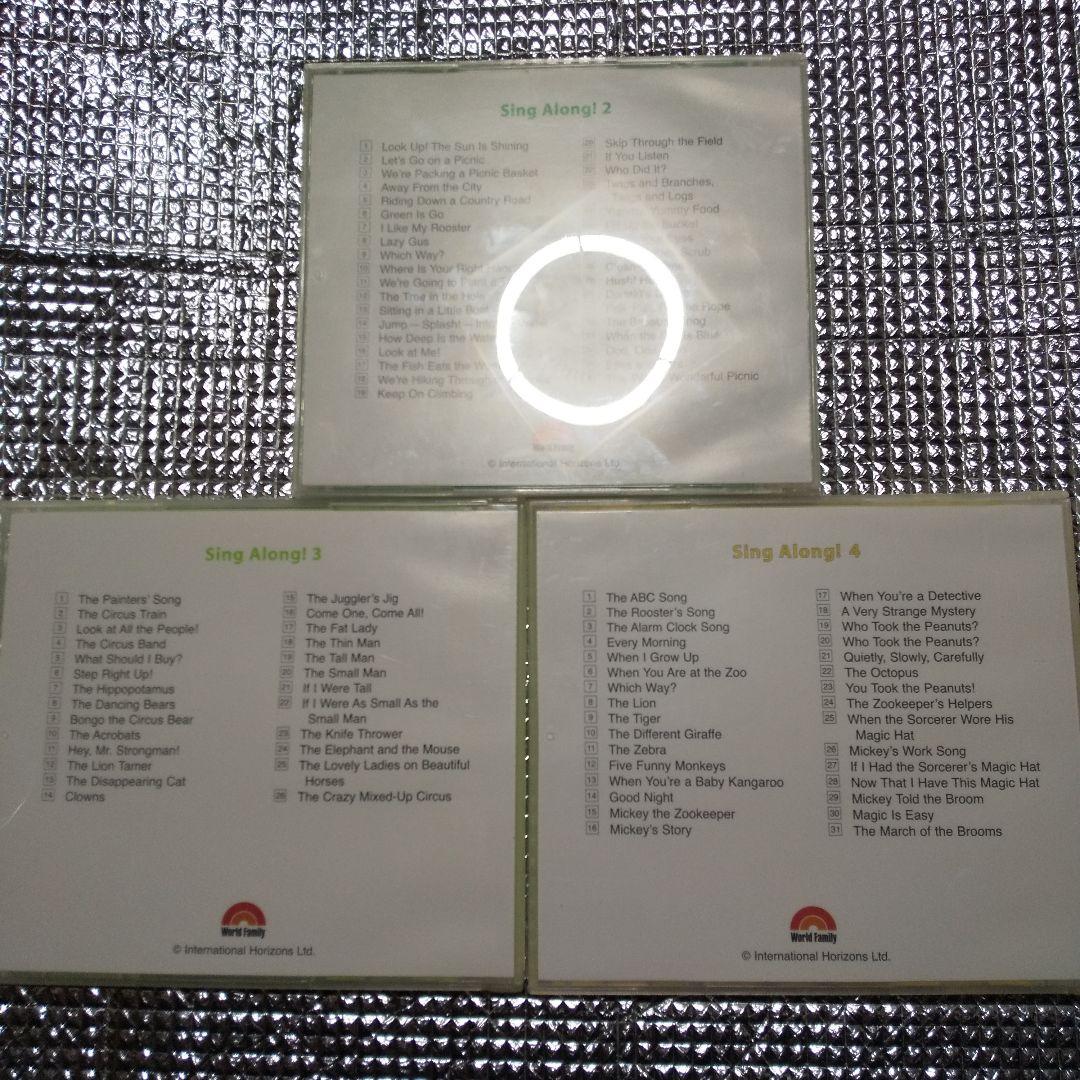 Sing Along! 2
1 Look Up! The Sun Is Shining
2 Let's Go on a Picnic
3 We're Packing a Picnic Basket
4 Away From the City
5 Riding Down a Country Road
6 Green Is Go
7 I Like My Rooster
8 Lazy Gus
9 Which Way?
10 Where Is Your Right
11 We're Going to
12 The Tree in the Hole
13 Sitting in a Little Boat
14 Jump – Splash! –
15 How Deep Is the Water
16 Look at Me!
17 The Fish Eats the
18 We're Hiking Through
19 Keep On Climbing
20 Skip Through the Field
21 If You Listen
22 Who Did It?
Twigs and Branches,
Twigs and Logs
Yummy Food
Bucket
Scrub
Hush!
the Rope
Song
When the Blue
Wonderful Picnic
World Family
© International Horizons Ltd.
Sing Along! 3
1 The Painters' Song
2 The Circus Train
3 Look at All the People!
4 The Circus Band
5 What Should I Buy?
6 Step Right Up!
7 The Hippopotamus
8 The Dancing Bears
9 Bongo the Circus Bear
10 The Acrobats
11 Hey, Mr. Strongman!
12 The Lion Tamer
13 The Disappearing Cat
14 Clowns
15 The Juggler's Jig
16 Come One, Come All!
17 The Fat Lady
18 The Thin Man
19 The Tall Man
20 The Small Man
21 If I Were Tall
22 If I Were As Small As the
Small Man
23 The Knife Thrower
24 The Elephant and the Mouse
25 The Lovely Ladies on Beautiful
Horses
26 The Crazy Mixed-Up Circus
World Family
© International Horizons Ltd.
Sing Along! 4
1 The ABC Song
2 The Rooster's Song
3 The Alarm Clock Song
4 Every Morning
5 When I Grow Up
6 When You Are at the Zoo
7 Which Way?
8 The Lion
9 The Tiger
10 The Different Giraffe
11 The Zebra
12 Five Funny Monkeys
13 When You're a Baby Kangaroo
14 Good Night
15 Mickey the Zookeeper
16 Mickey's Story
17 When You're a Detective
18 A Very Strange Mystery
19 Who Took the Peanuts?
20 Who Took the Peanuts?
21 Quietly, Slowly, Carefully
22 The Octopus
23 You Took the Peanuts!
24 The Zookeeper's Helpers
25 When the Sorcerer Wore His
Magic Hat
26 Mickey's Work Song
27 If I Had the Sorcerer's Magic Hat
28 Now That I Have This Magic Hat
29 Mickey Told the Broom
30 Magic Is Easy
31 The March of the Brooms
World Family
© International Horizons Ltd.